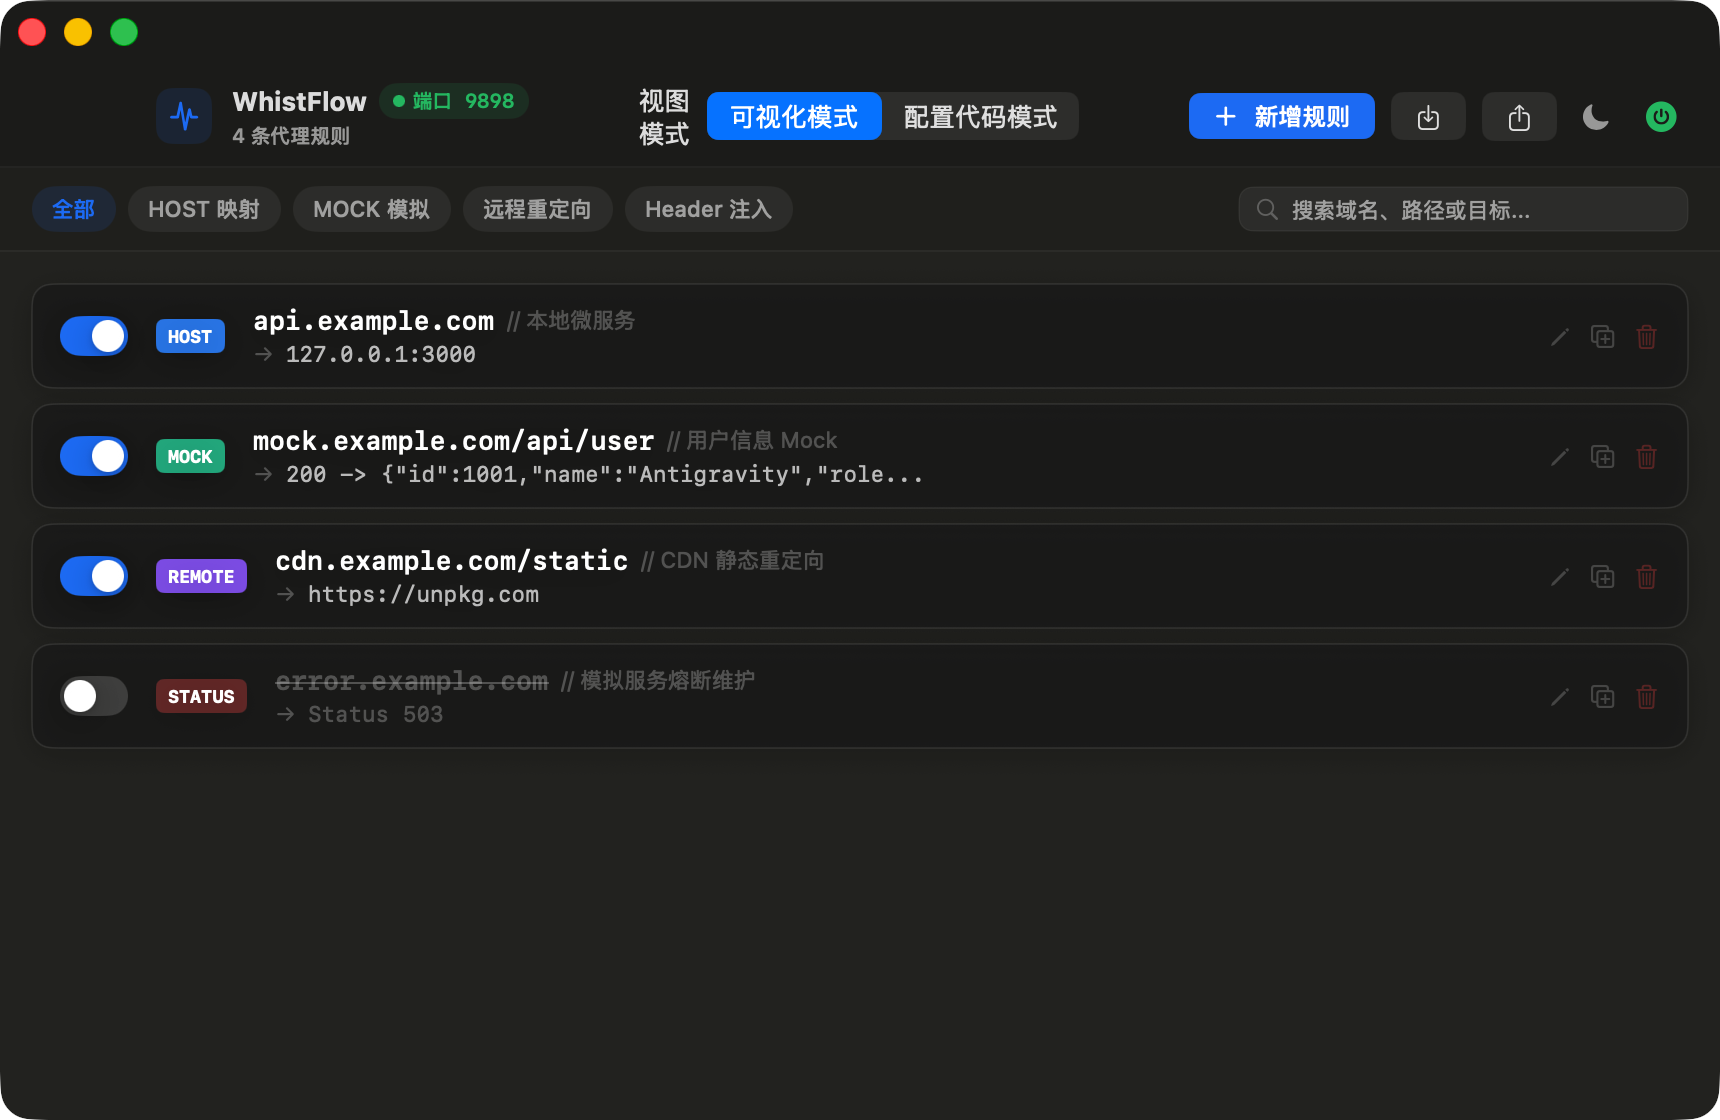 WhistFlow
端口 9898
4 条代理规则
视图
模式
可视化模式
配置代码模式
新增规则
全部
HOST 映射
MOCK 模拟
远程重定向
Header 注入
搜索域名、路径或目标...
HOST
api.example.com // 本地微服务
→ 127.0.0.1:3000
MOCK
mock.example.com/api/user // 用户信息 Mock
→ 200 —> {"id":1001,"name":"Antigravity","role...
REMOTE
cdn.example.com/static // CDN 静态重定向
→ https://unpkg.com
STATUS
error.example.com // 模拟服务熔断维护
→ Status 503